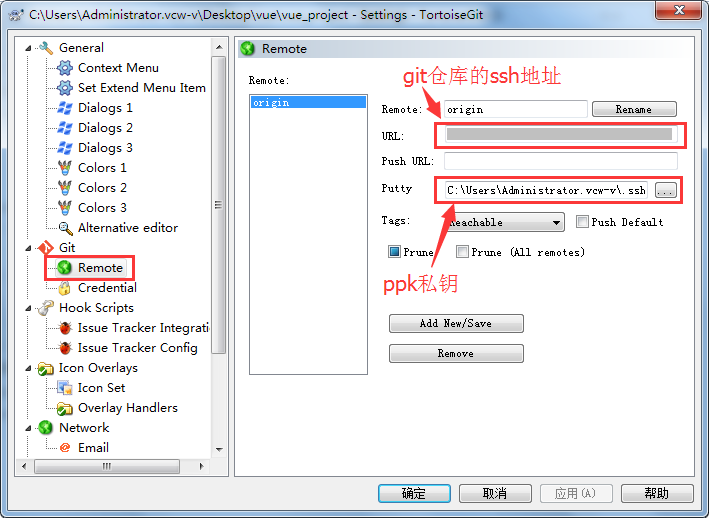 C:\Users\Administrator.vcw-v\Desktop\vue\vue_project - Settings - TortoiseGit
General
Context Menu
Set Extend Menu Item
Dialogs 1
Dialogs 2
Dialogs 3
Colors 1
Colors 2
Colors 3
Alternative editor
Git
Remote
Credential
Hook Scripts
Issue Tracker Integratio
Issue Tracker Config
Icon Overlays
Icon Set
Overlay Handlers
Network
Email
Remote
git仓库的ssh地址
Remote:
origin
Remote: origin Rename
URL:
Push URL:
Putty C:\Users\Administrator.vcw-v\.ssh ...
Tags: Reachable Push Default
Prune Prune (All remotes)
ppk私钥
Add New/Save
Remove
确定 取消 应用(A) 帮助